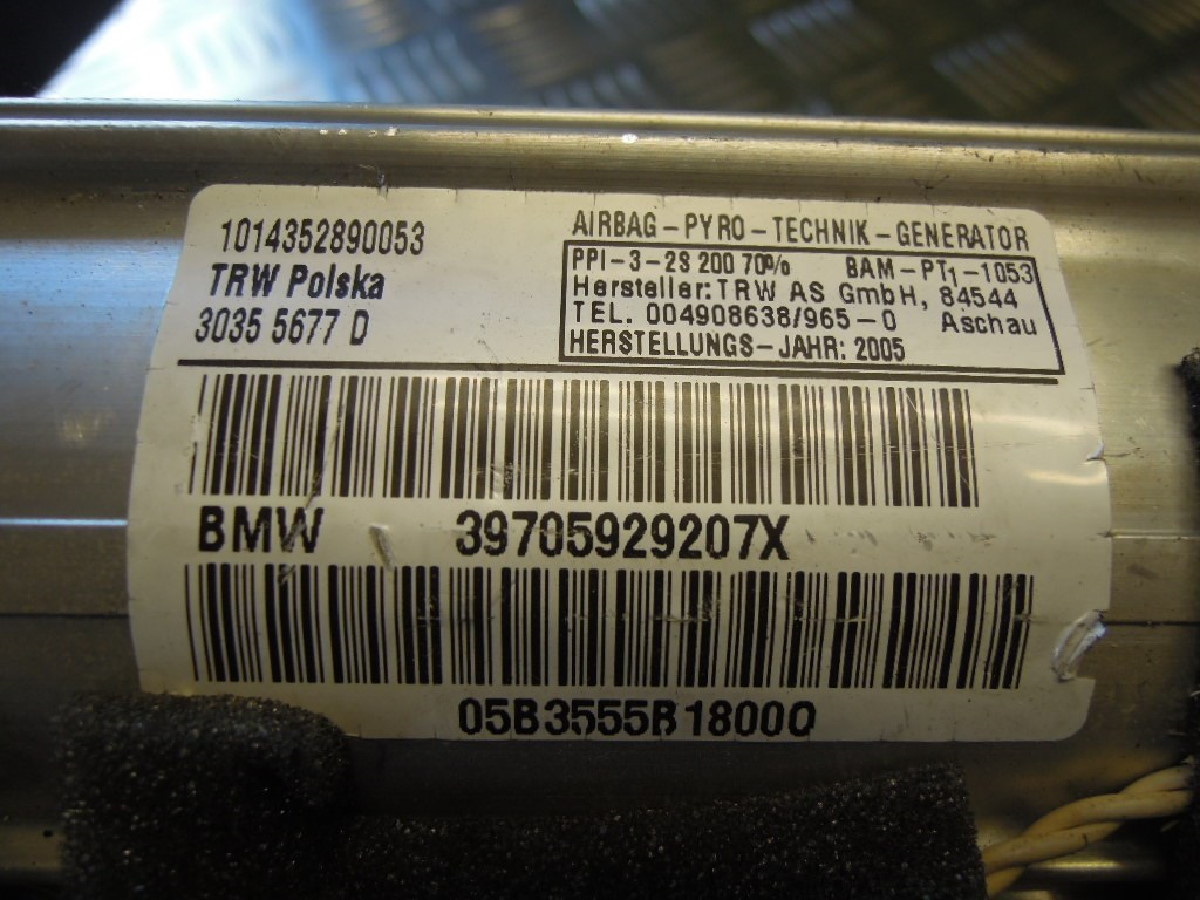 1014352890053
TRW Polska
3035 5677 D
AIRBAG-PYRO-TECHNIK-GENERATOR
PPI-3-2S 200 70% BAM-PT1-1053
Hersteller: TRW AS GmbH, 84544
TEL. 004908638/965-0 Aschau
HERSTELLUNGS-JAHR: 2005
BMW 39705929207X
05B3555B1800Q